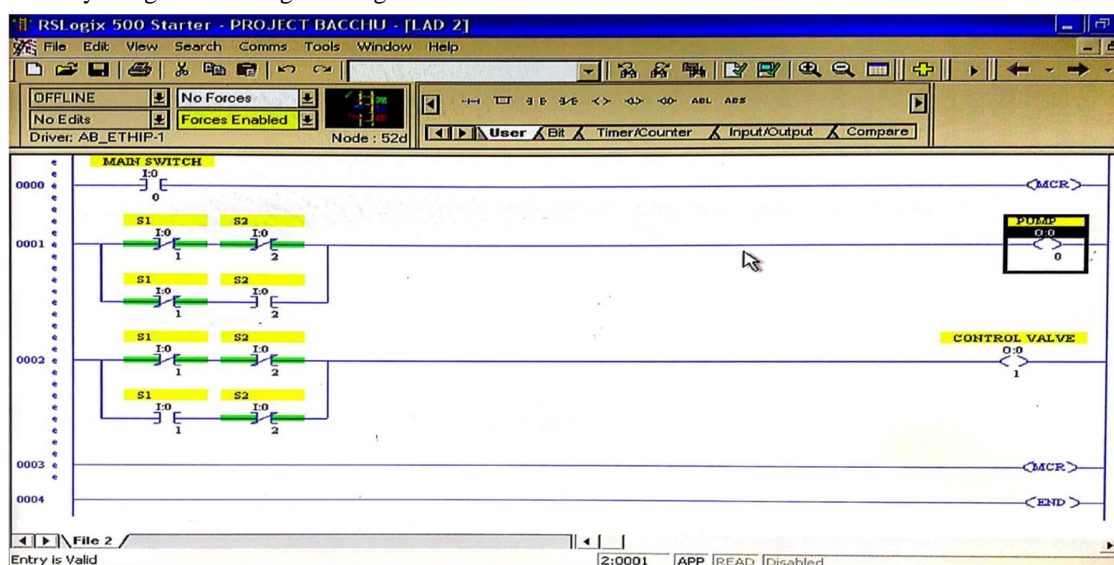 RSLogix 500 Starter - PROJECT BACCHU - [LAD 2]
File Edit View Search Comms Tools Window Help
OFFLINE No Forces
No Edits Forces Enabled
Driver: AB_ETHIP-1 Node : 52d
ABL ABS
User Bit Timer/Counter Input/Output Compare
MAIN SWITCH
I:0
0000 MCR
0
S1 S2 PUMP
I:0 I:0 O:0
0001
1 2 0
S1 S2
I:0 I:0
1 2
S1 S2 CONTROL VALVE
I:0 I:0 O:0
0002
1 2 1
S1 S2
I:0 I:0
1 2
0003 MCR
0004 END
File 2
Entry is Valid 2:0001 APP READ Disabled